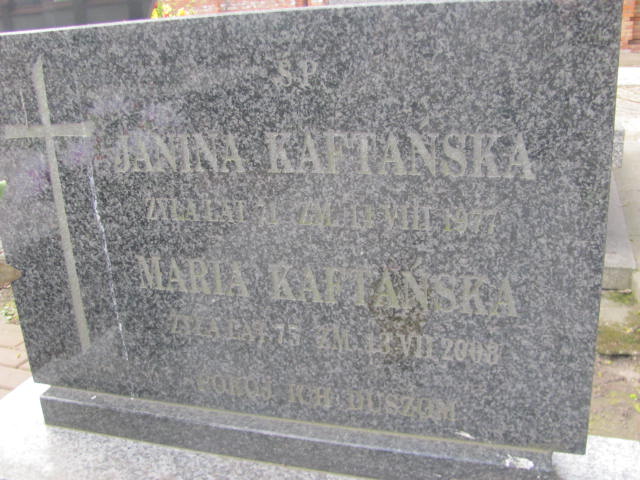 Ś.P.
JANINA KAFTAŃSKA
ŻYŁA LAT 71 ZM. 13 VIII 1977
MARIA KAFTAŃSKA
ŻYŁA LAT 75 ZM. 13 VII 2008
POKÓJ ICH DUSZOM